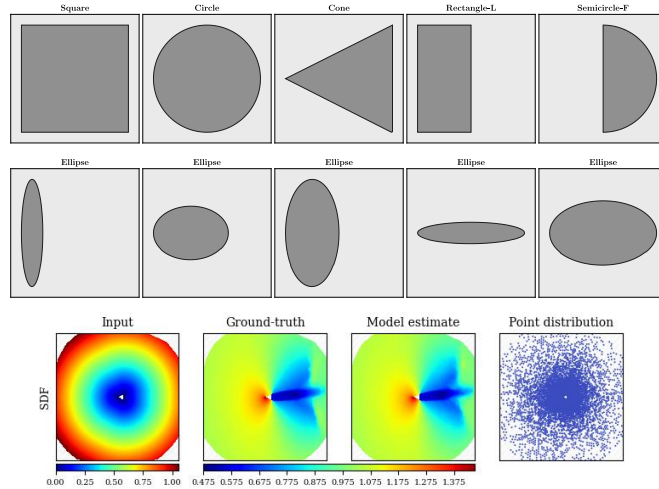 Square Circle Cone Rectangle-L Semicircle-F
Ellipse Ellipse Ellipse Ellipse Ellipse
Input Ground-truth Model estimate Point distribution
SDF
0.00 0.25 0.50 0.75 1.00 0.475 0.575 0.675 0.775 0.875 0.975 1.075 1.175 1.275 1.375